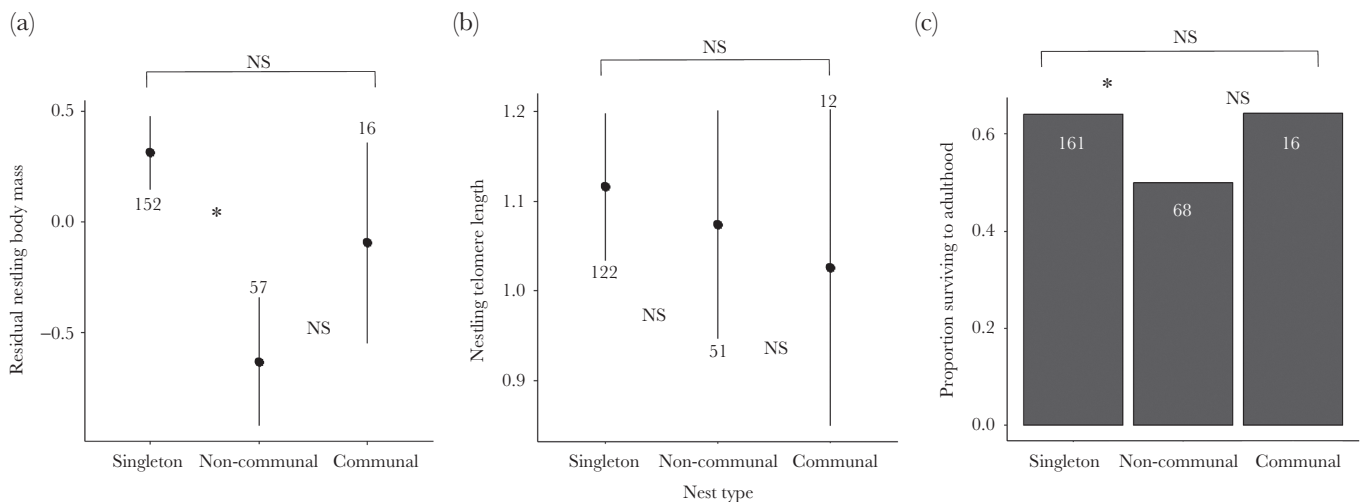 (a)
NS
Residual nestling body mass
0.5
0.0
−0.5
152
*
57
NS
16
Singleton
Non-communal
Communal
(b)
NS
Nestling telomere length
1.2
1.1
1.0
0.9
122
NS
51
NS
12
Singleton
Non-communal
Communal
Nest type
(c)
NS
*
NS
Proportion surviving to adulthood
0.6
0.4
0.2
0.0
161
68
16
Singleton
Non-communal
Communal